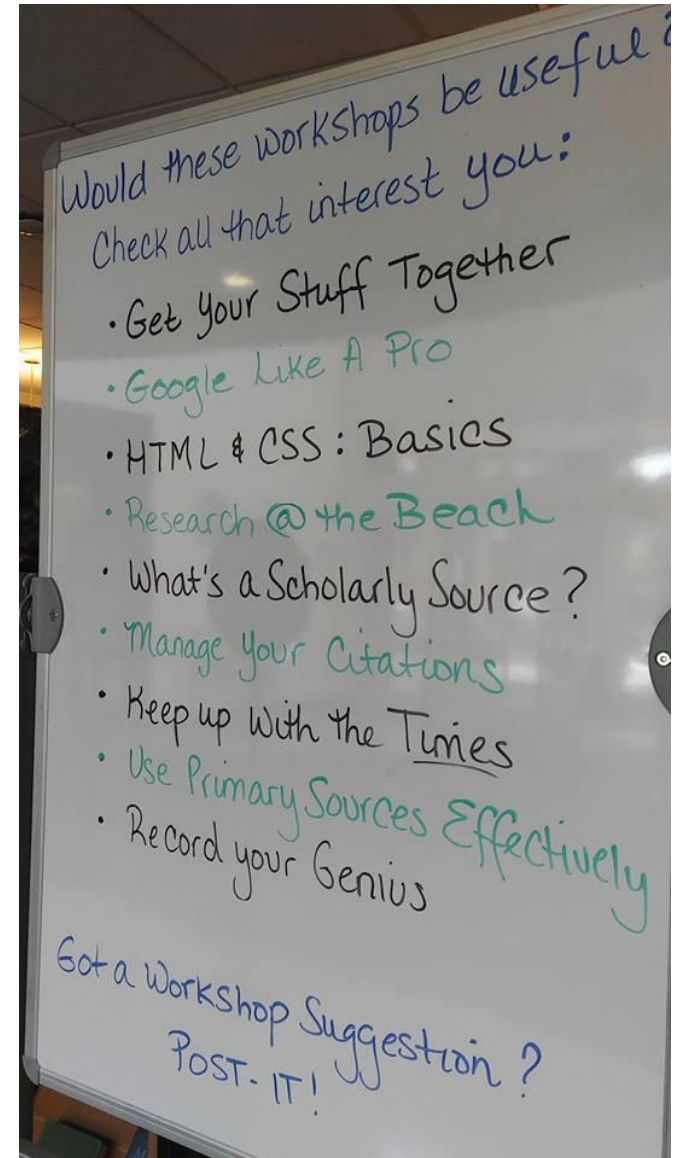 Would these workshops be useful?
Check all that interest you:
• Get Your Stuff Together
• Google Like A Pro
• HTML & CSS: Basics
• Research @ the Beach
• What's a Scholarly Source?
• Manage Your Citations
• Keep up with the Times
• Use Primary Sources Effectively
• Record your Genius
Got a Workshop Suggestion?
POST-IT!